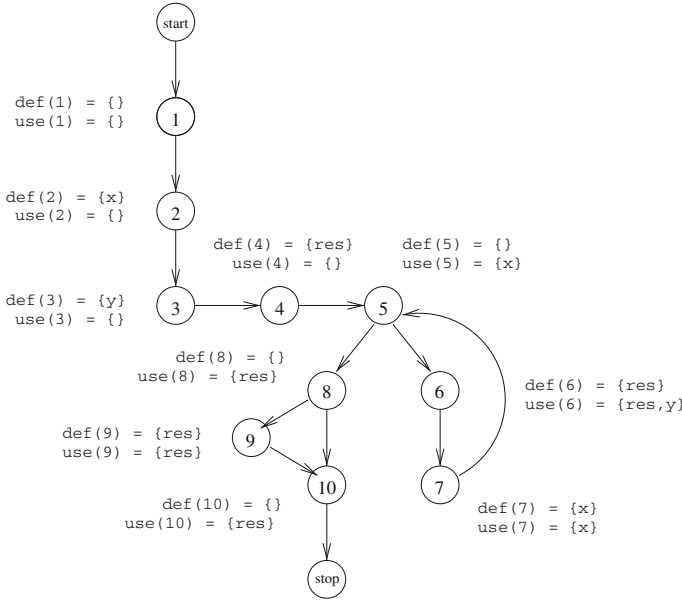 start
def(1) = {}
use(1) = {}
1
def(2) = {x}
use(2) = {}
2
def(4) = {res}
use(4) = {}
def(5) = {}
use(5) = {x}
def(3) = {y}
use(3) = {}
3
4
5
def(8) = {}
use(8) = {res}
8
6
def(6) = {res}
use(6) = {res,y}
def(9) = {res}
use(9) = {res}
9
def(10) = {}
use(10) = {res}
10
7
def(7) = {x}
use(7) = {x}
stop